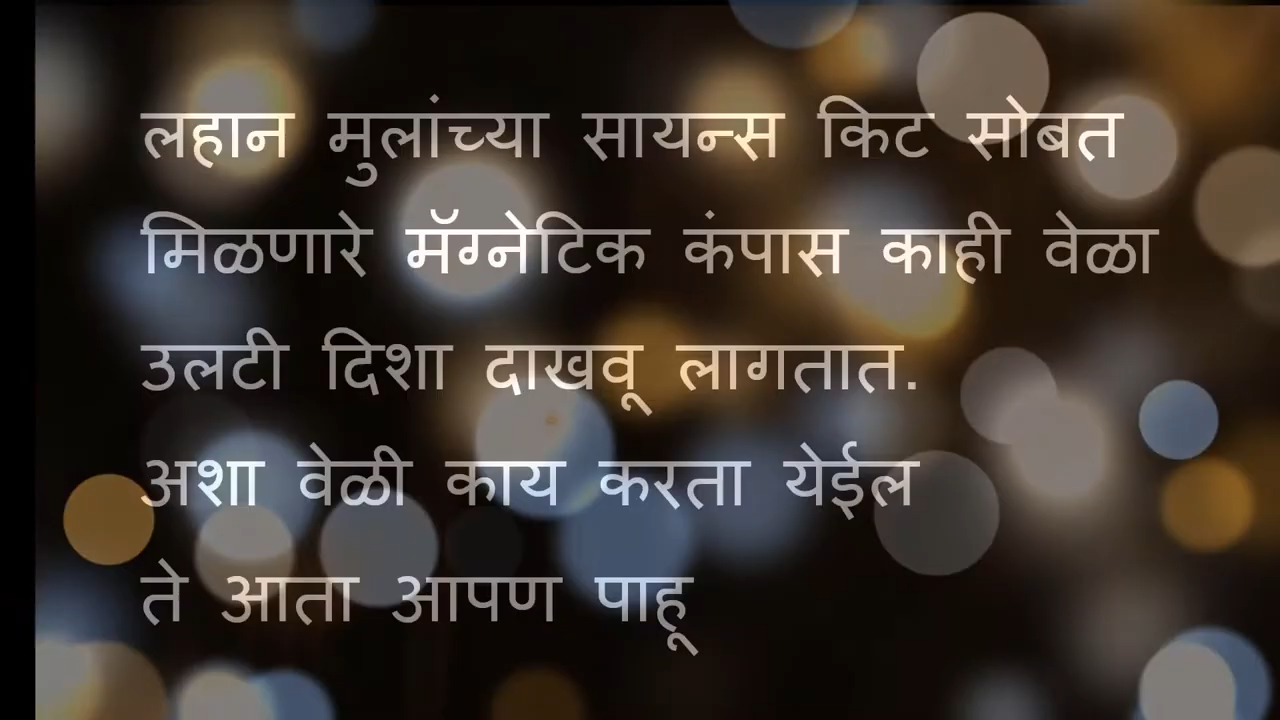 लहान मुलांच्या सायन्स किट सोबत
मिळणारे मॅग्नेटिक कंपास काही वेळा
उलटी दिशा दाखवू लागतात.
अशा वेळी काय करता येईल
ते आता आपण पाहू